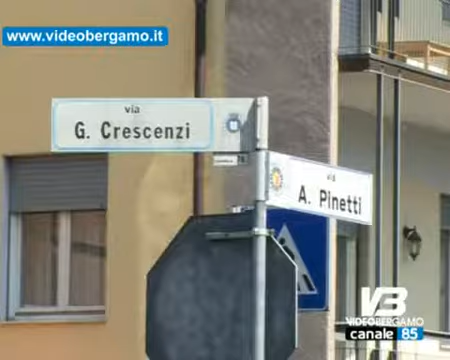 www.videobergamo.it
via
G. Crescenzi
via
A. Pinetti
VB
VIDEOBERGAMO
canale 85